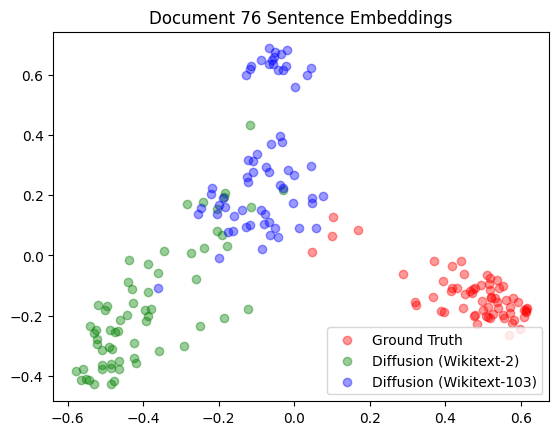 Document 76 Sentence Embeddings
0.6
0.4
0.2
0.0
−0.2
−0.4
Ground Truth
Diffusion (Wikitext-2)
Diffusion (Wikitext-103)
−0.6 −0.4 −0.2 0.0 0.2 0.4 0.6